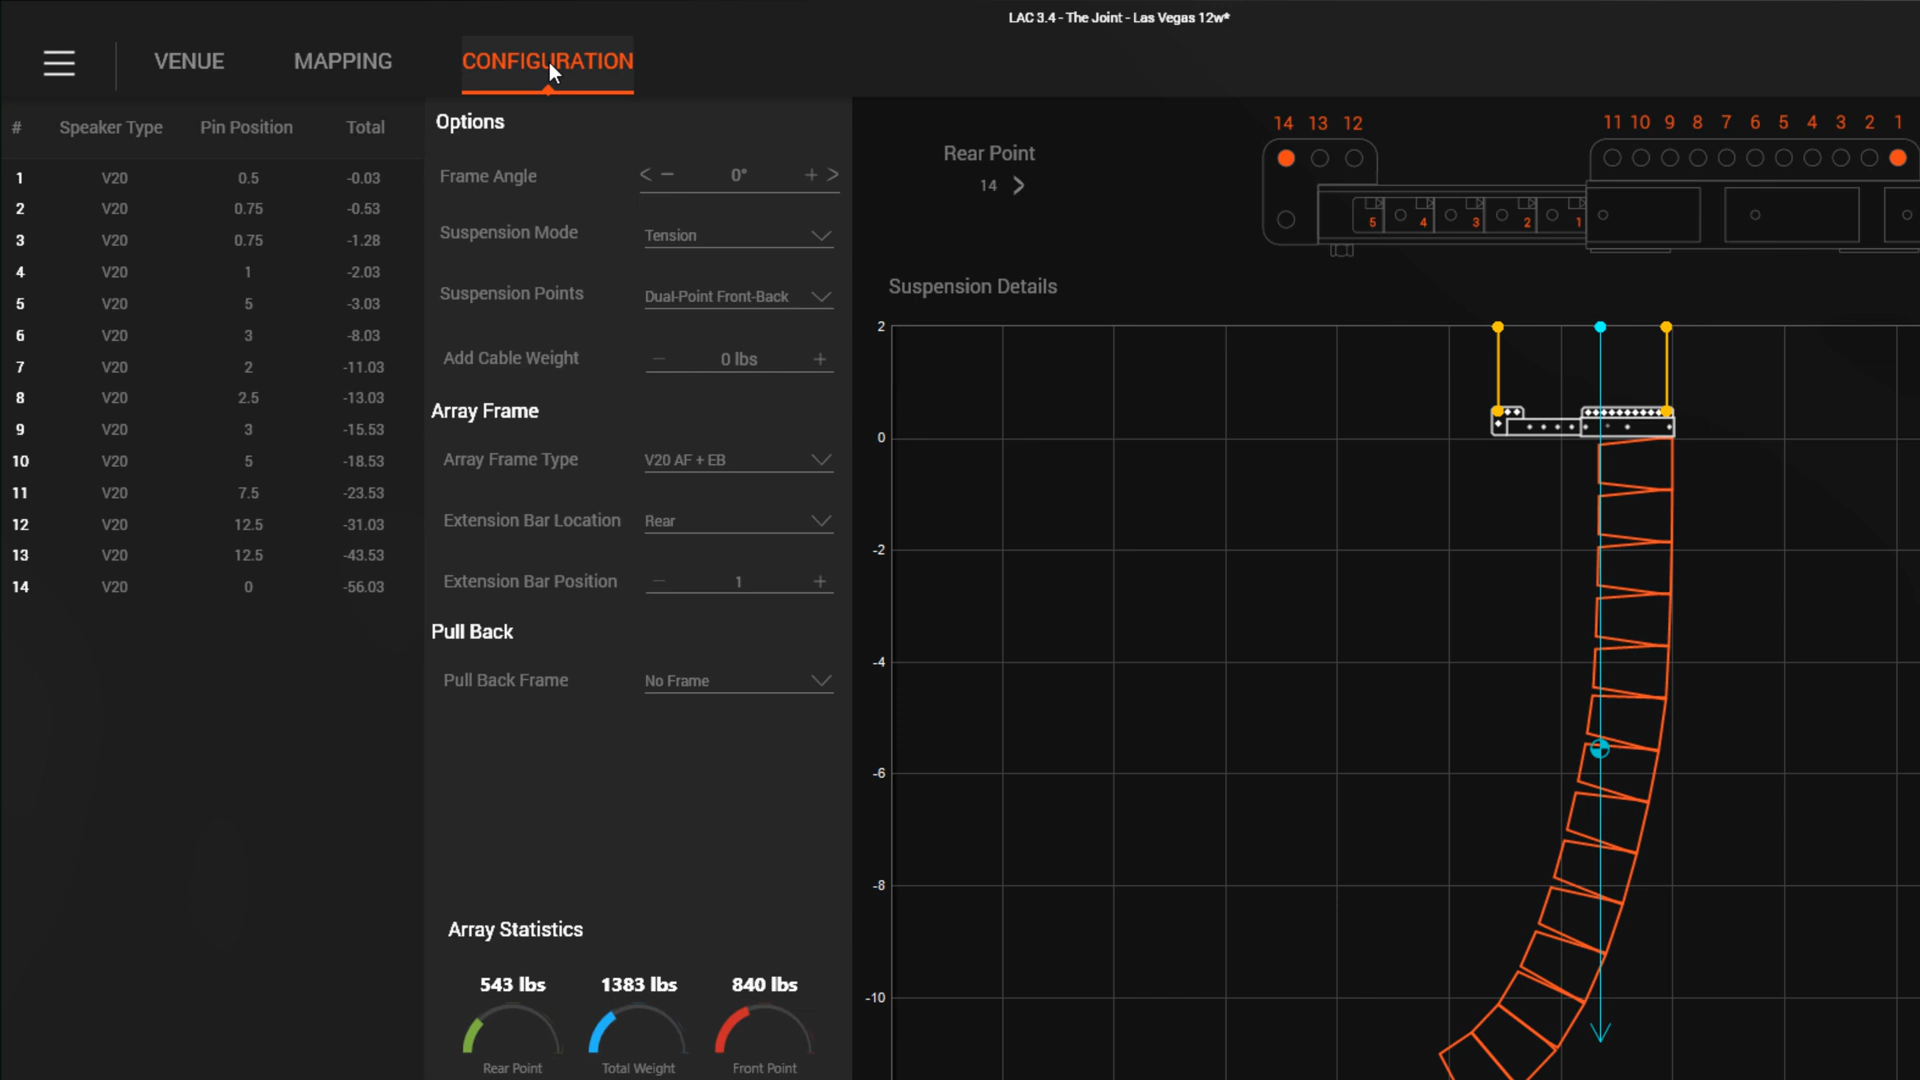 LAC 3.4 - The Joint - Las Vegas 12w*
VENUE MAPPING CONFIGURATION
# Speaker Type Pin Position Total
1 V20 0.5 -0.03
2 V20 0.75 -0.53
3 V20 0.75 -1.28
4 V20 1 -2.03
5 V20 5 -3.03
6 V20 3 -8.03
7 V20 2 -11.03
8 V20 2.5 -13.03
9 V20 3 -15.53
10 V20 5 -18.53
11 V20 7.5 -23.53
12 V20 12.5 -31.03
13 V20 12.5 -43.53
14 V20 0 -56.03
Options
Frame Angle < − 0° + >
Suspension Mode Tension
Suspension Points Dual-Point Front-Back
Add Cable Weight − 0 lbs +
Array Frame
Array Frame Type V20 AF + EB
Extension Bar Location Rear
Extension Bar Position − 1 +
Pull Back
Pull Back Frame No Frame
Array Statistics
543 lbs 1383 lbs 840 lbs
Rear Point Total Weight Front Point
Rear Point
14 >
14 13 12 11 10 9 8 7 6 5 4 3 2 1
5 4 3 2 1
Suspension Details
2
0
-2
-4
-6
-8
-10